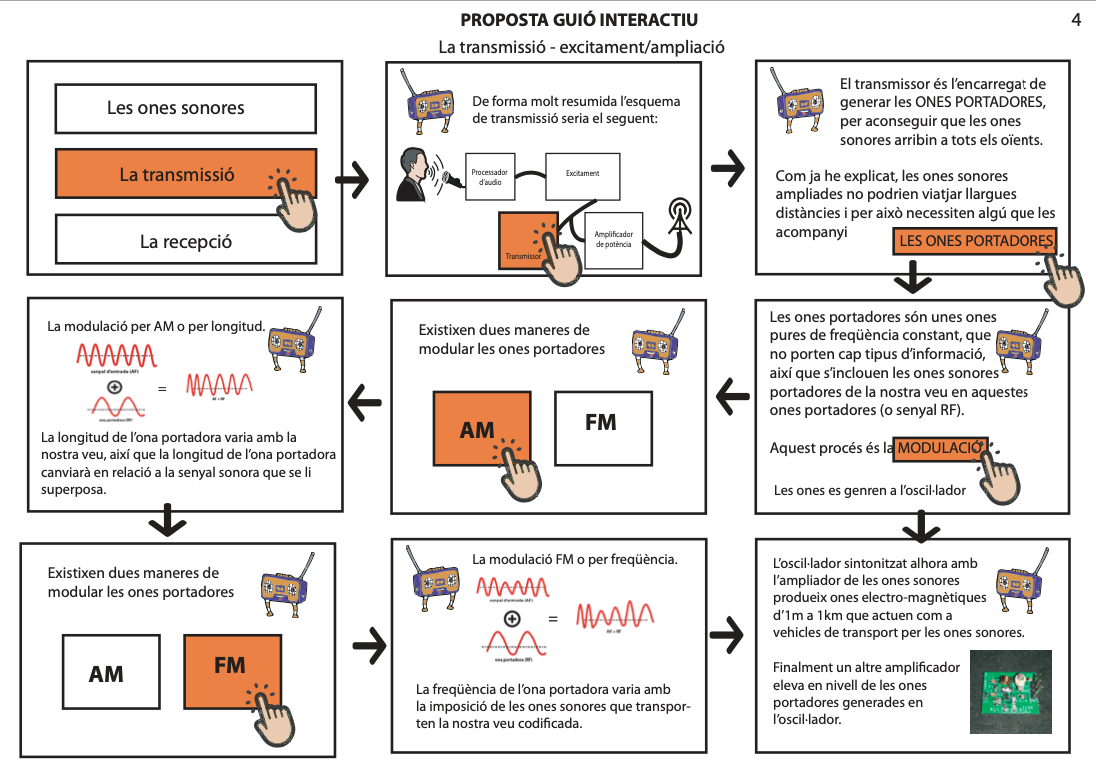 PROPOSTA GUIÓ INTERACTIU
4
La transmissió - excitament/ampliació
Les ones sonores
La transmissió
La recepció
De forma molt resumida l'esquema
de transmissió seria el seguent:
Processador
d'audio
Excitament
Transmissor
Amplificador
de potència
El transmissor és l'encarregat de
generar les ONES PORTADORES,
per aconseguir que les ones
sonores arribin a tots els oïents.
Com ja he explicat, les ones sonores
ampliades no podrien viatjar llargues
distàncies i per això necessiten algú que les
acompanyi
LES ONES PORTADORES
Les ones portadores són unes ones
pures de freqüència constant, que
no porten cap tipus d'informació,
així que s'inclouen les ones sonores
portadores de la nostra veu en aquestes
ones portadores (o senyal RF).
Aquest procés és la MODULACIÓ
Les ones es genren a l'oscil·lador
Existixen dues maneres de
modular les ones portadores
AM
FM
La modulació per AM o per longitud.
senyal d'entrada (AF)
=
ona portadora (RF)
AF + RF
La longitud de l'ona portadora varia amb la
nostra veu, així que la longitud de l'ona portadora
canviarà en relació a la senyal sonora que se li
superposa.
Existixen dues maneres de
modular les ones portadores
AM
FM
La modulació FM o per freqüència.
senyal d'entrada (AF)
=
ona portadora (RF)
AF + RF
La freqüència de l'ona portadora varia amb
la imposició de les ones sonores que transpor-
ten la nostra veu codificada.
L'oscil·lador sintonitzat alhora amb
l'ampliador de les ones sonores
produeix ones electro-magnètiques
d'1m a 1km que actuen com a
vehicles de transport per les ones sonores.
Finalment un altre amplificador
eleva en nivell de les ones
portadores generades en
l'oscil·lador.